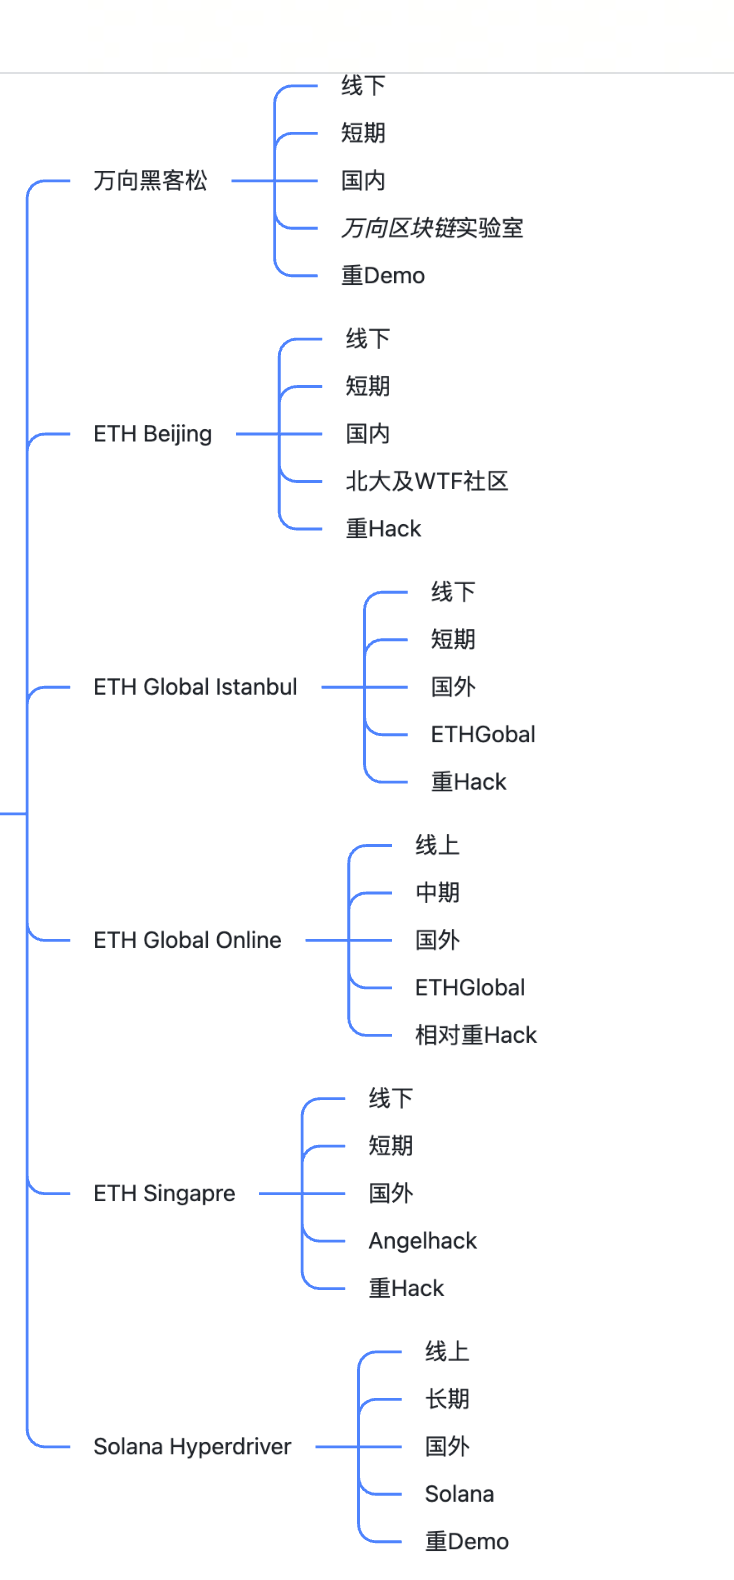 万向黑客松
线下
短期
国内
万向区块链实验室
重Demo
ETH Beijing
线下
短期
国内
北大及WTF社区
重Hack
ETH Global Istanbul
线下
短期
国外
ETHGobal
重Hack
ETH Global Online
线上
中期
国外
ETHGlobal
相对重Hack
ETH Singapre
线下
短期
国外
Angelhack
重Hack
Solana Hyperdriver
线上
长期
国外
Solana
重Demo